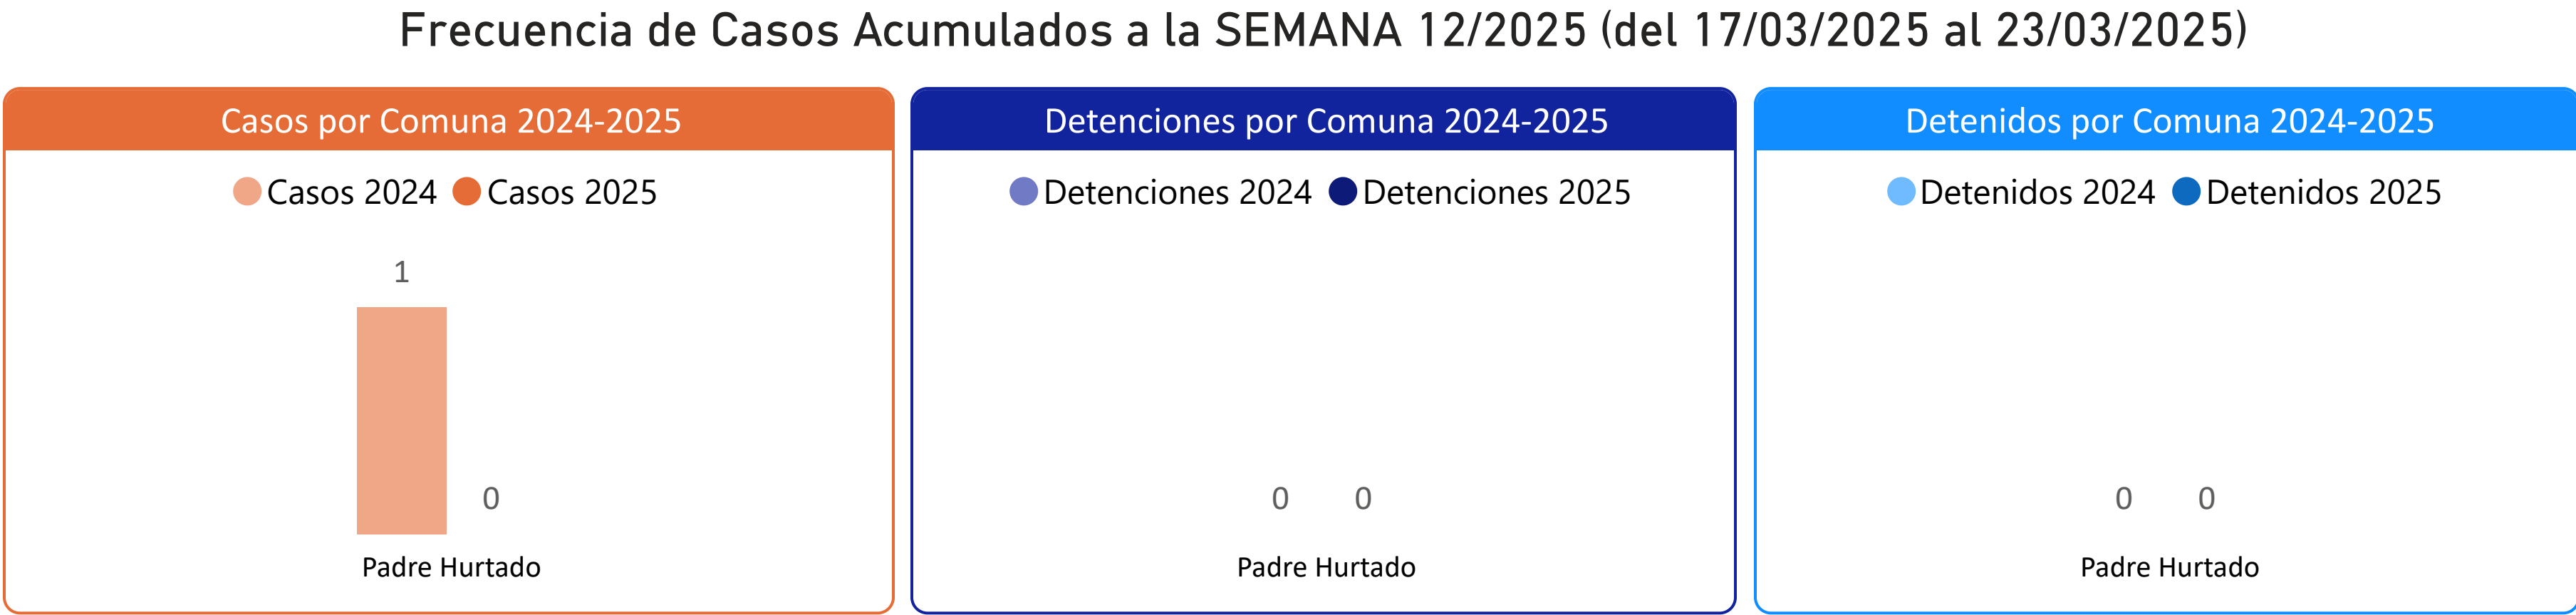 Frecuencia de Casos Acumulados a la SEMANA 12/2025 (del 17/03/2025 al 23/03/2025)
Casos por Comuna 2024-2025
Casos 2024 Casos 2025
1
0
Padre Hurtado
Detenciones por Comuna 2024-2025
Detenciones 2024 Detenciones 2025
0 0
Padre Hurtado
Detenidos por Comuna 2024-2025
Detenidos 2024 Detenidos 2025
0 0
Padre Hurtado